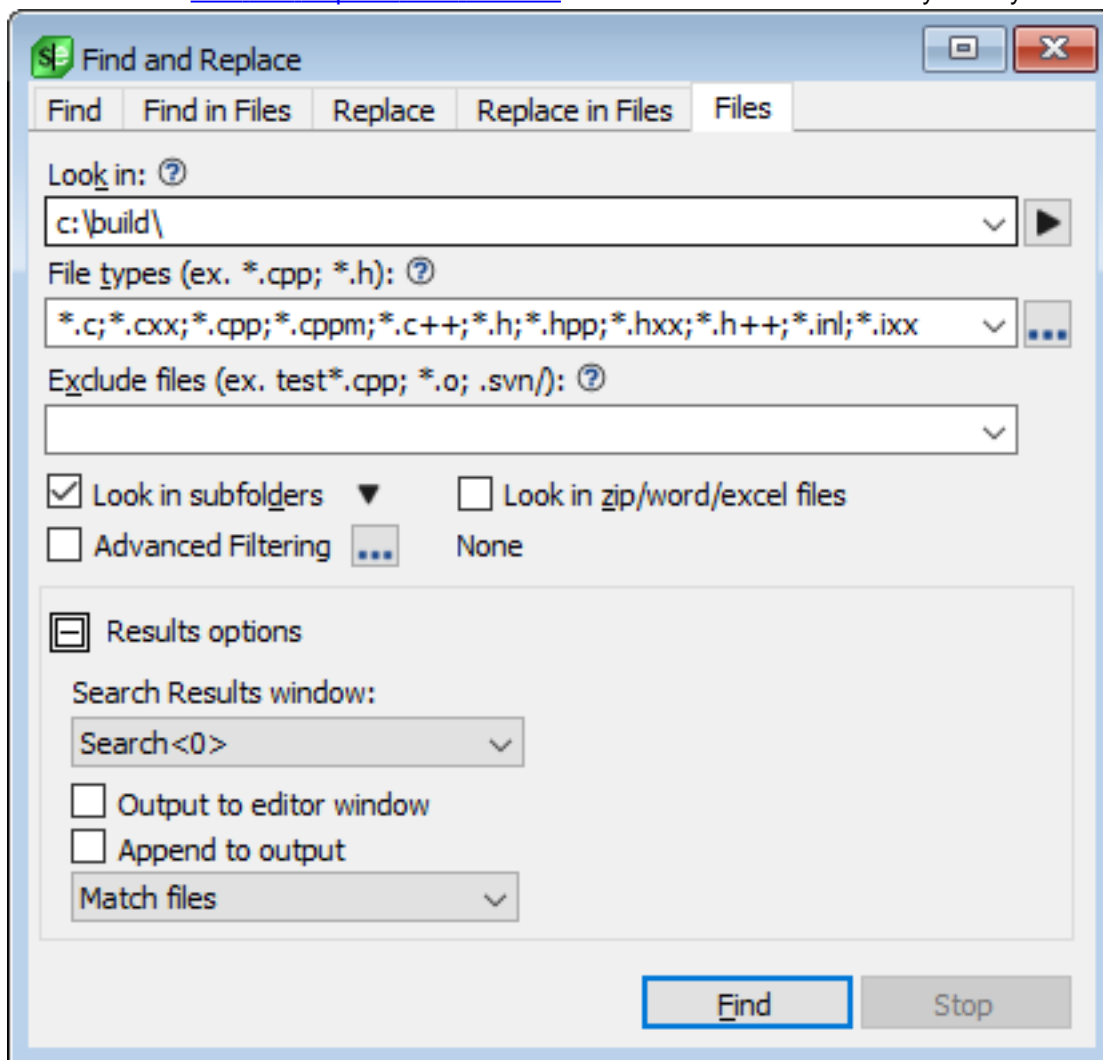 Find and Replace
Find Find in Files Replace Replace in Files Files
Look in:
c:\build\
File types (ex. *.cpp; *.h):
*.c;*.cxx;*.cpp;*.cppm;*.c++;*.h;*.hpp;*.hxx;*.h++;*.inl;*.ixx
Exclude files (ex. test*.cpp; *.o; .svn/):
Look in subfolders Look in zip/word/excel files
Advanced Filtering ... None
Results options
Search Results window:
Search<0>
Output to editor window
Append to output
Match files
Find Stop